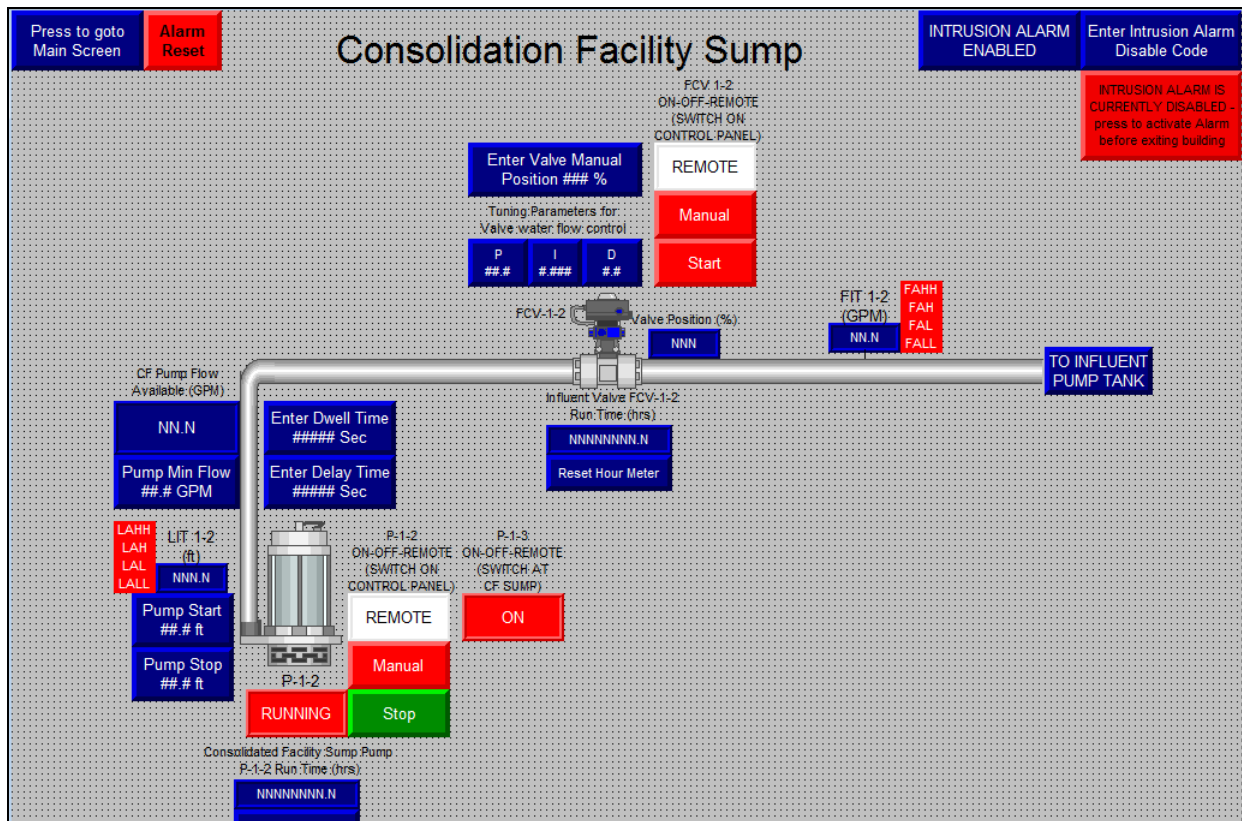 Press to goto
Main Screen
Alarm
Reset
Consolidation Facility Sump
INTRUSION ALARM
ENABLED
Enter Intrusion Alarm
Disable Code
INTRUSION ALARM IS
CURRENTLY DISABLED -
press to activate Alarm
before exiting building
FCV 1-2
ON-OFF-REMOTE
(SWITCH ON
CONTROL PANEL)
REMOTE
Manual
Start
Enter Valve Manual
Position ### %
Tuning Parameters for
Valve water flow control
P
##.#
I
#.###
D
#.#
FCV-1-2
Valve Position (%)
NNN
FIT 1-2
(GPM)
NN.N
FAHH
FAH
FAL
FALL
TO INFLUENT
PUMP TANK
Influent Valve FCV-1-2
Run Time (hrs)
NNNNNNNN.N
Reset Hour Meter
CF Pump Flow
Available (GPM)
NN.N
Pump Min Flow
##.# GPM
Enter Dwell Time
##### Sec
Enter Delay Time
##### Sec
LAHH
LAH
LAL
LALL
LIT 1-2
(ft)
NNN.N
Pump Start
##.# ft
Pump Stop
##.# ft
P-1-2
ON-OFF-REMOTE
(SWITCH ON
CONTROL PANEL)
REMOTE
Manual
Stop
P-1-3
ON-OFF-REMOTE
(SWITCH AT
CF SUMP)
ON
P-1-2
RUNNING
Consolidated Facility Sump Pump
P-1-2 Run Time (hrs)
NNNNNNNN.N